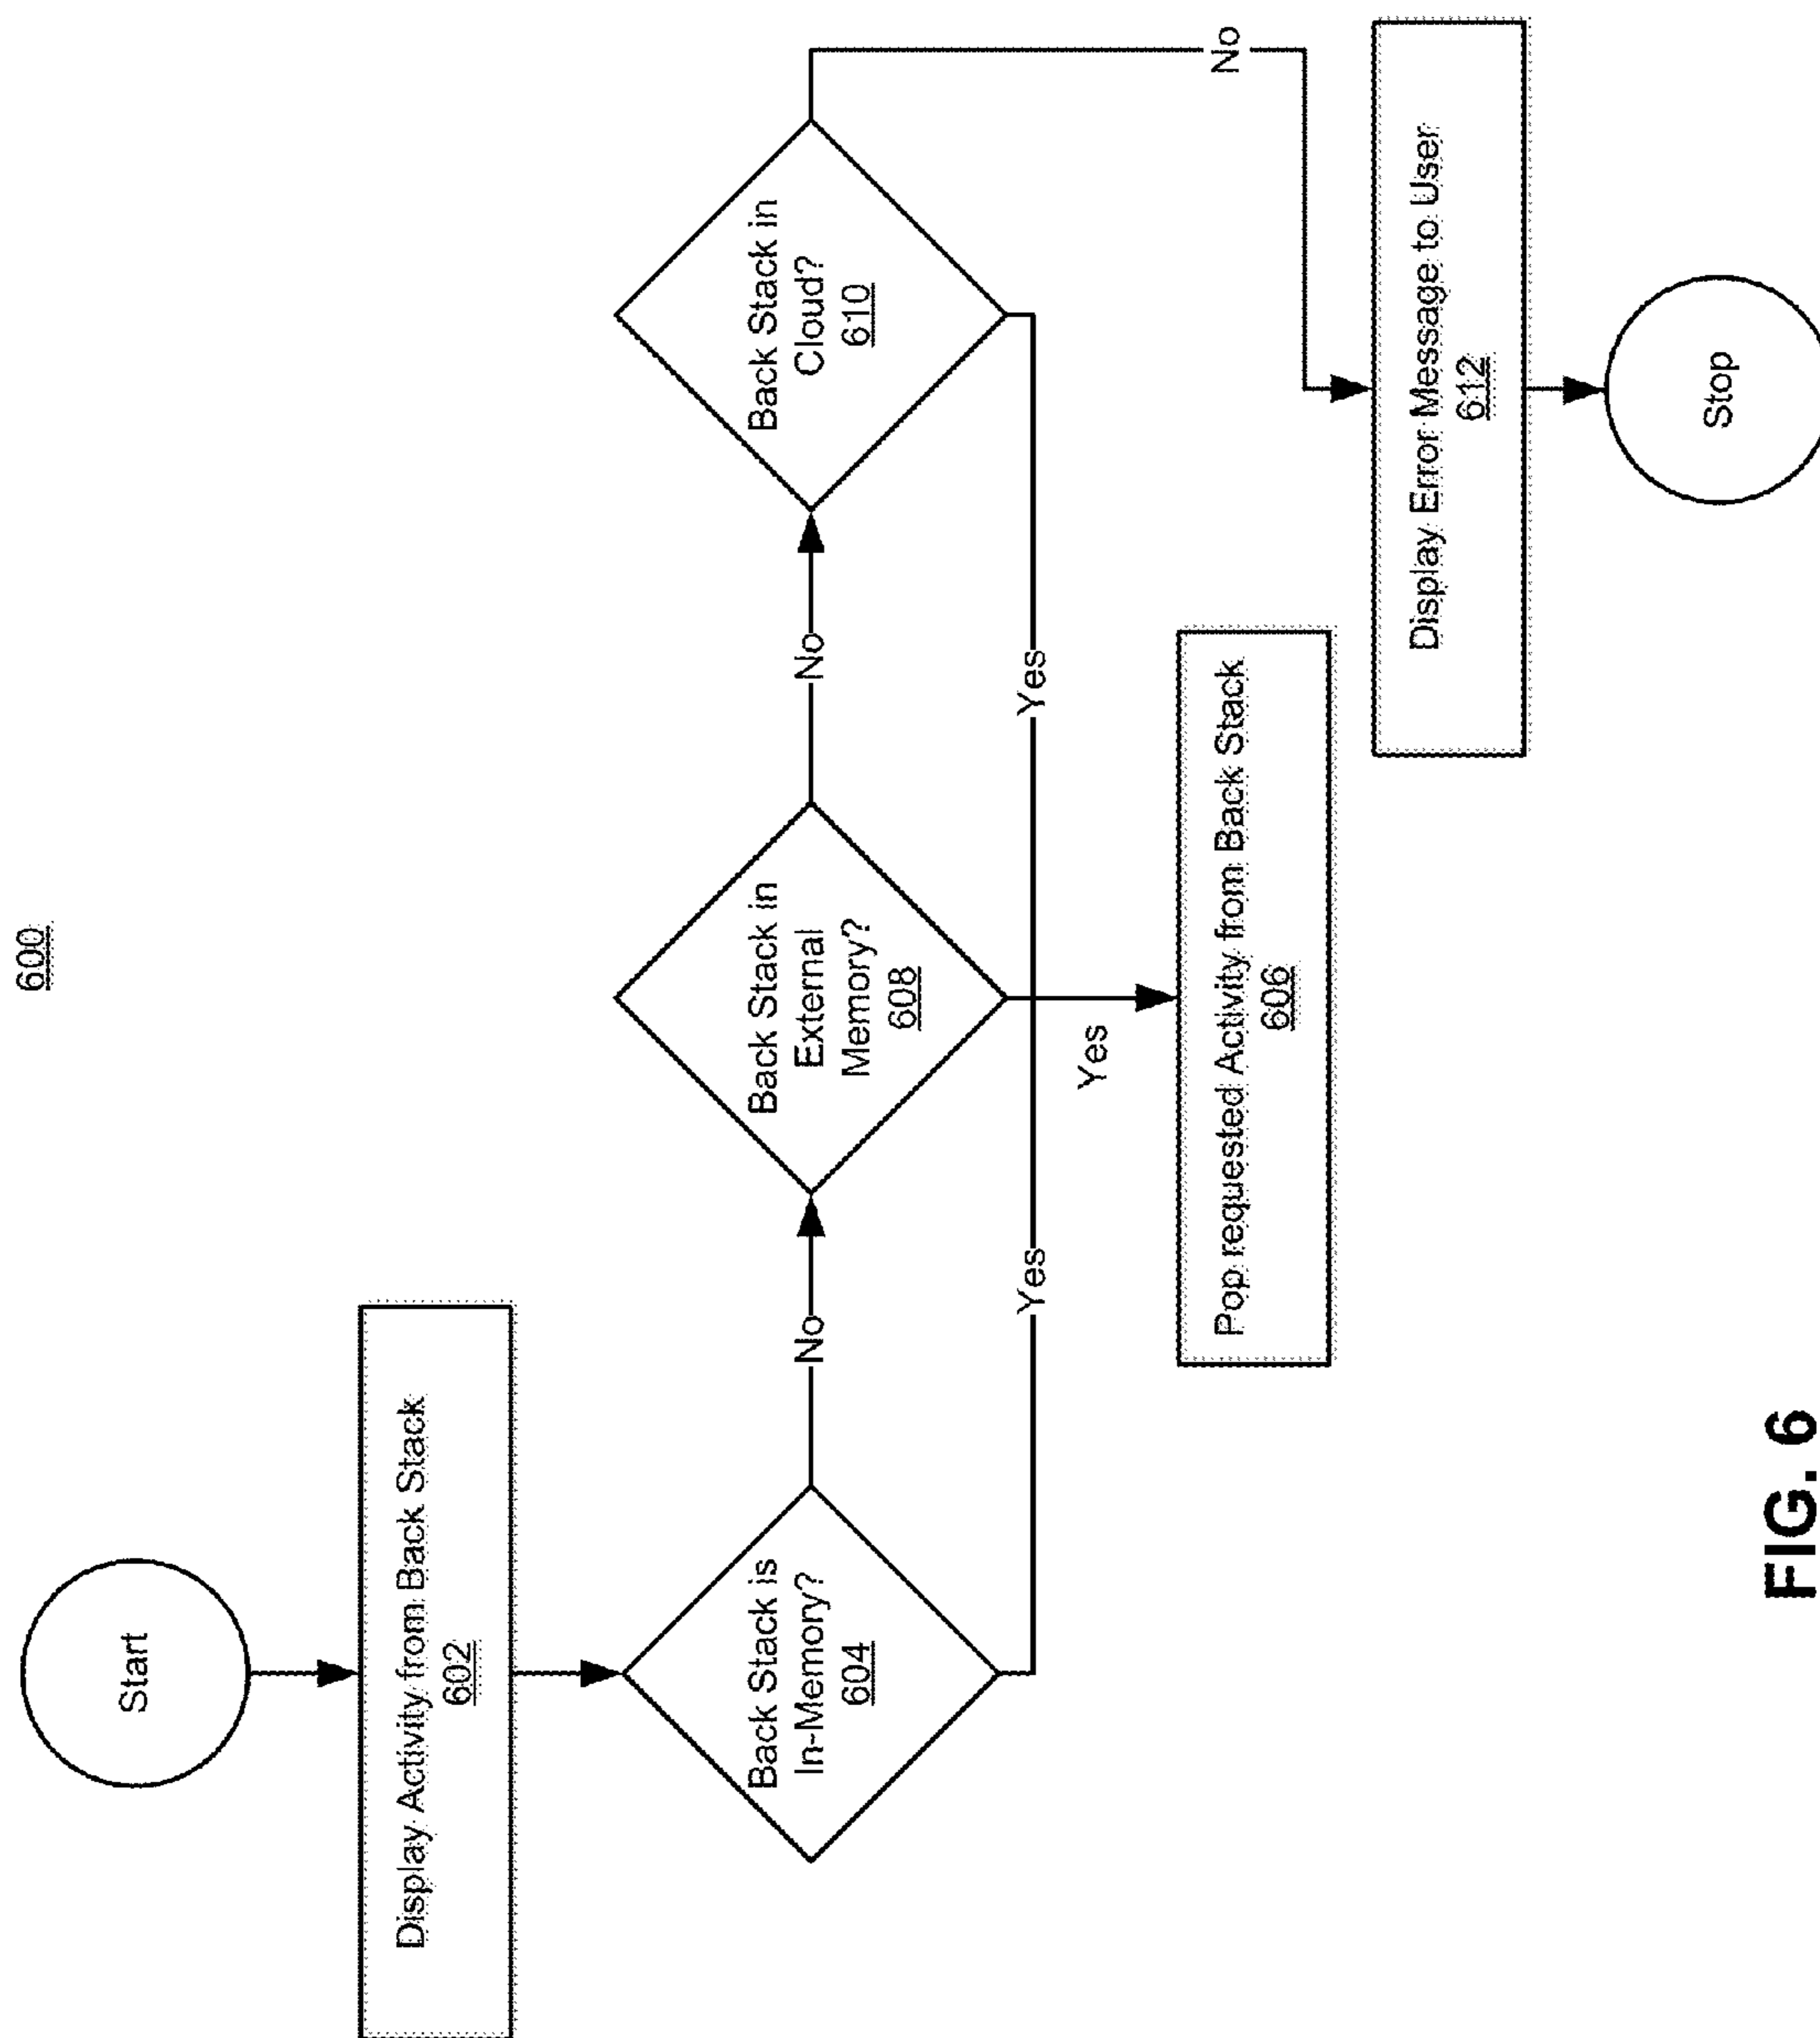 600
Start
Display Activity from Back Stack
602
Back Stack is
In-Memory?
604
No
Back Stack in
External
Memory?
608
No
Back Stack in
Cloud?
610
Yes
Yes
Yes
No
Pop requested Activity from Back Stack
606
Display Error Message to User
612
Stop
FIG. 6